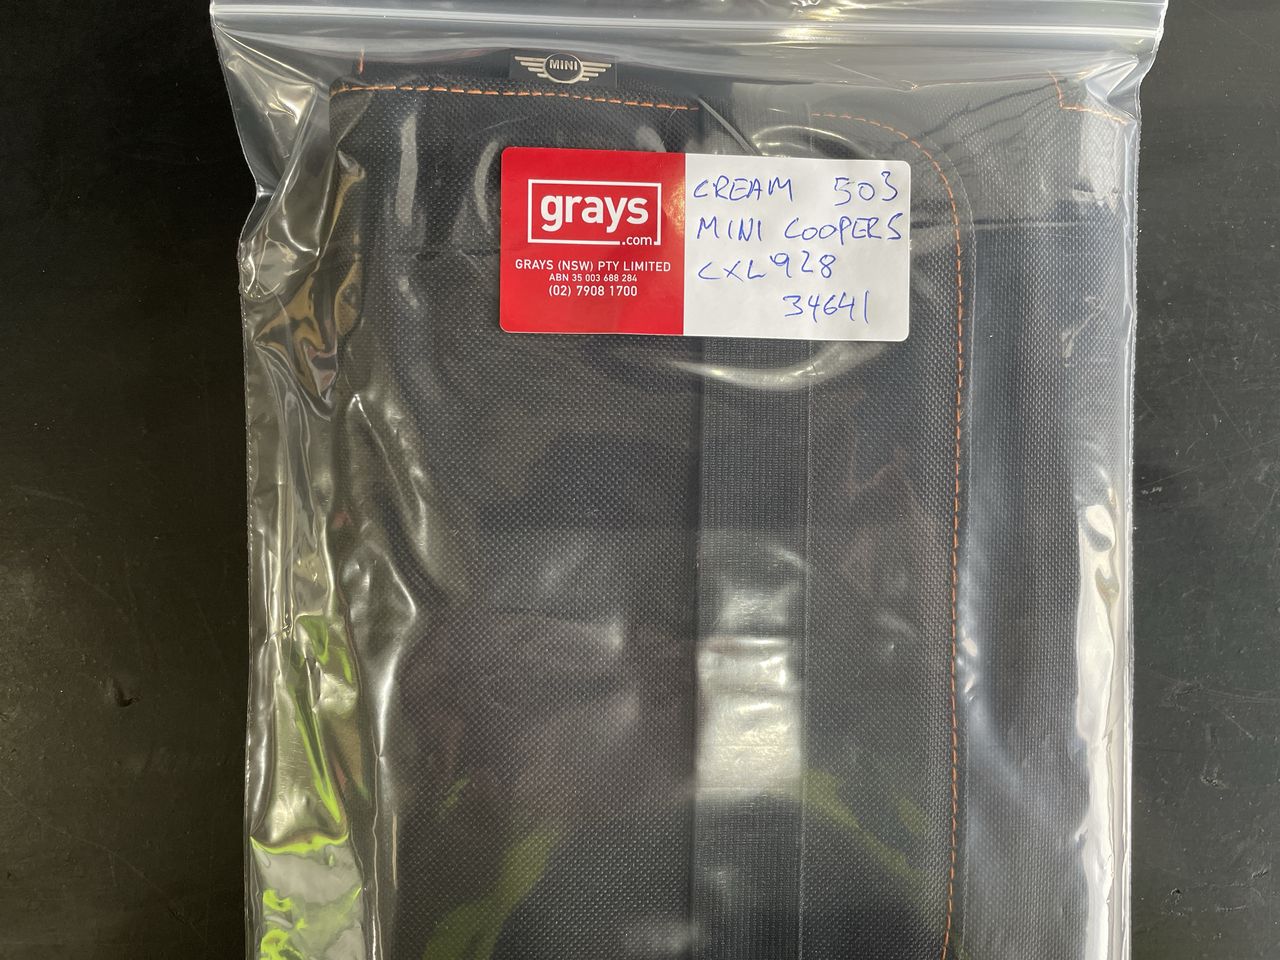 MINI
grays
.com
GRAYS (NSW) PTY LIMITED
ABN 35 003 688 284
(02) 7908 1700
CREAM 503
MINI COOPERS
CXL928
34641